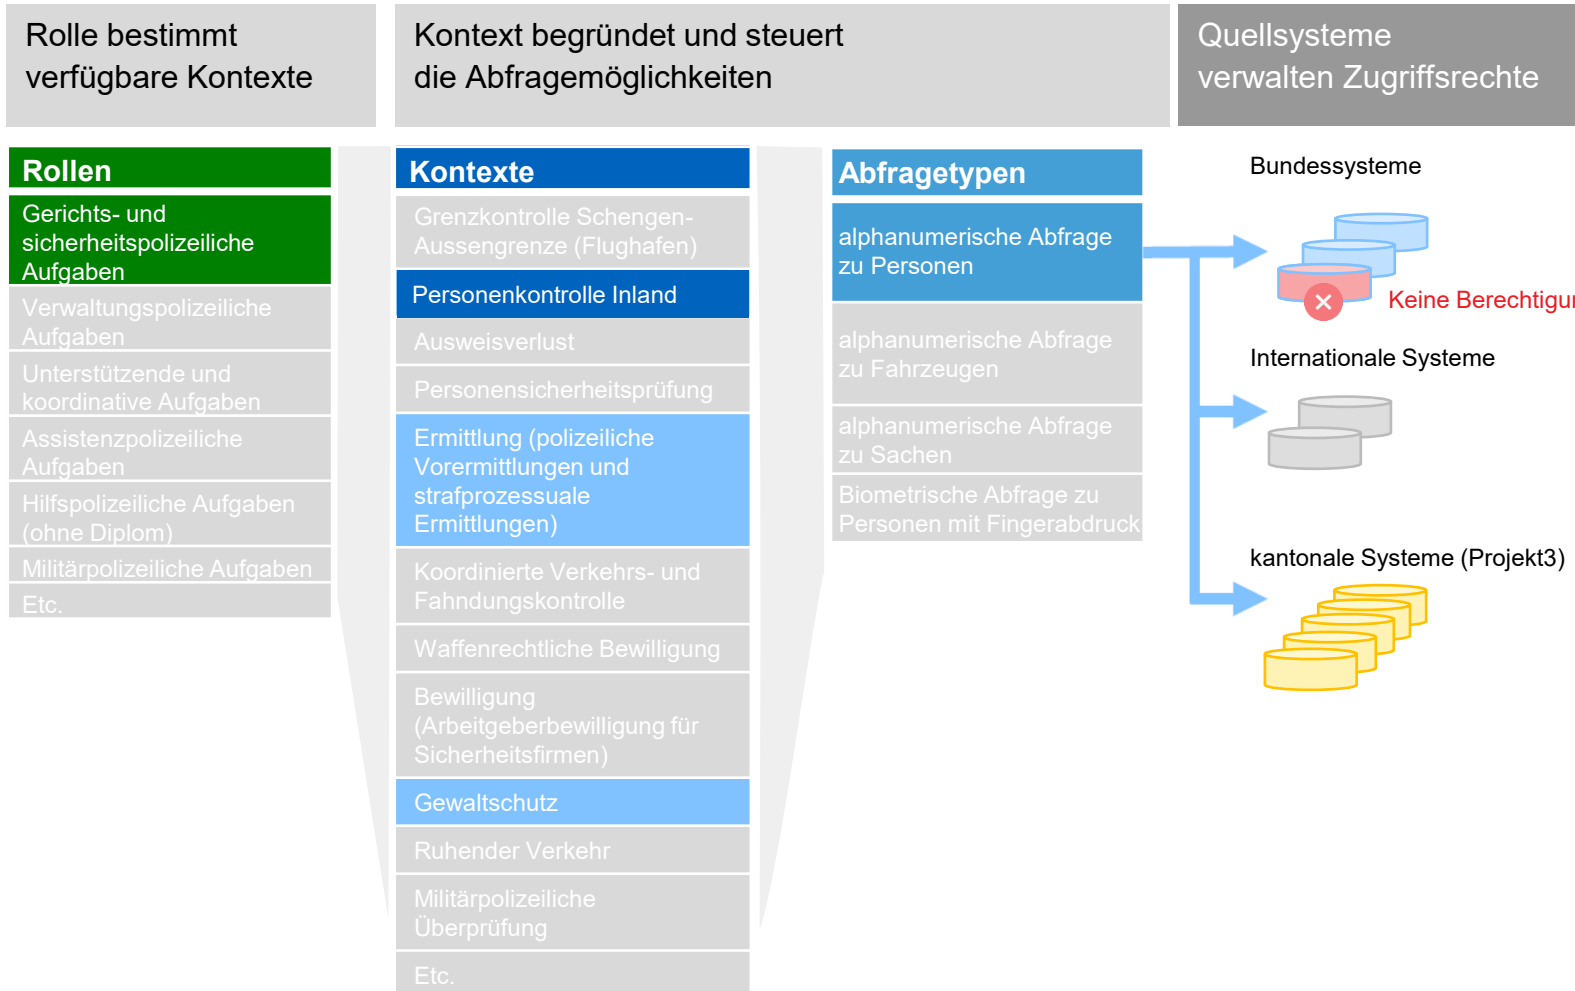 Rolle bestimmt
verfügbare Kontexte
Kontext begründet und steuert
die Abfragemöglichkeiten
Quellsysteme
verwalten Zugriffsrechte
Rollen
Gerichts- und
sicherheitspolizeiliche
Aufgaben
Verwaltungspolizeiliche
Aufgaben
Unterstützende und
koordinative Aufgaben
Assistenzpolizeiliche
Aufgaben
Hilfspolizeiliche Aufgaben
(ohne Diplom)
Militärpolizeiliche Aufgaben
Etc.
Kontexte
Grenzkontrolle Schengen-
Aussengrenze (Flughafen)
Personenkontrolle Inland
Ausweisverlust
Personensicherheitsprüfung
Ermittlung (polizeiliche
Vorermittlungen und
strafprozessuale
Ermittlungen)
Koordinierte Verkehrs- und
Fahndungskontrolle
Waffenrechtliche Bewilligung
Bewilligung
(Arbeitgeberbewilligung für
Sicherheitsfirmen)
Gewaltschutz
Ruhender Verkehr
Militärpolizeiliche
Überprüfung
Etc.
Abfragetypen
alphanumerische Abfrage
zu Personen
alphanumerische Abfrage
zu Fahrzeugen
alphanumerische Abfrage
zu Sachen
Biometrische Abfrage zu
Personen mit Fingerabdruck
Bundessysteme
Keine Berechtigu
Internationale Systeme
kantonale Systeme (Projekt3)